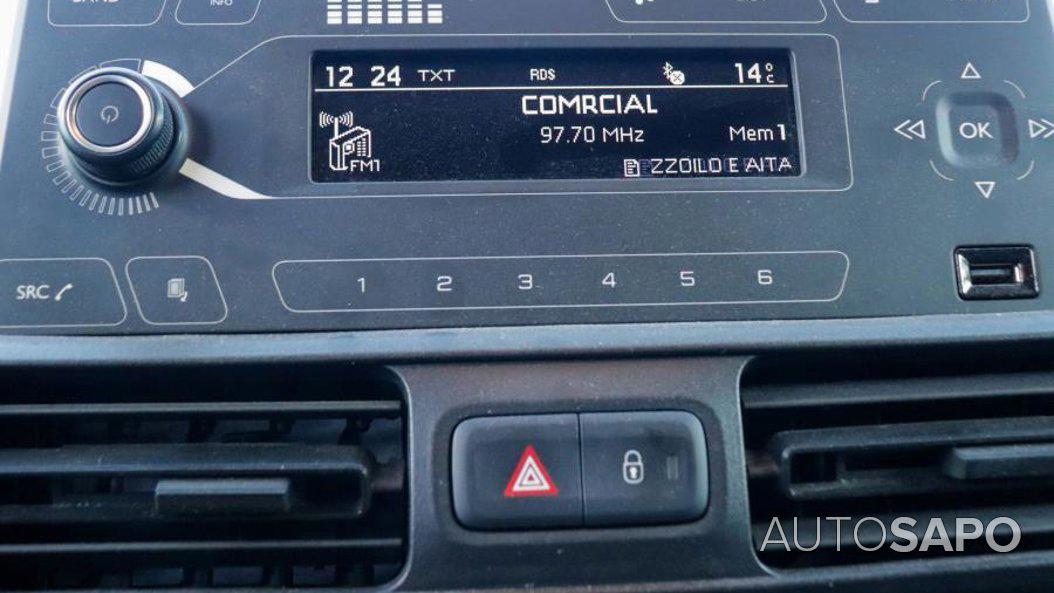 INFO
12 24 TXT RDS 14°C
COMRCIAL
97.70 MHz Mem 1
FM1
ZZOILO E AITA
OK
SRC
1 2 3 4 5 6
AUTOSAPO